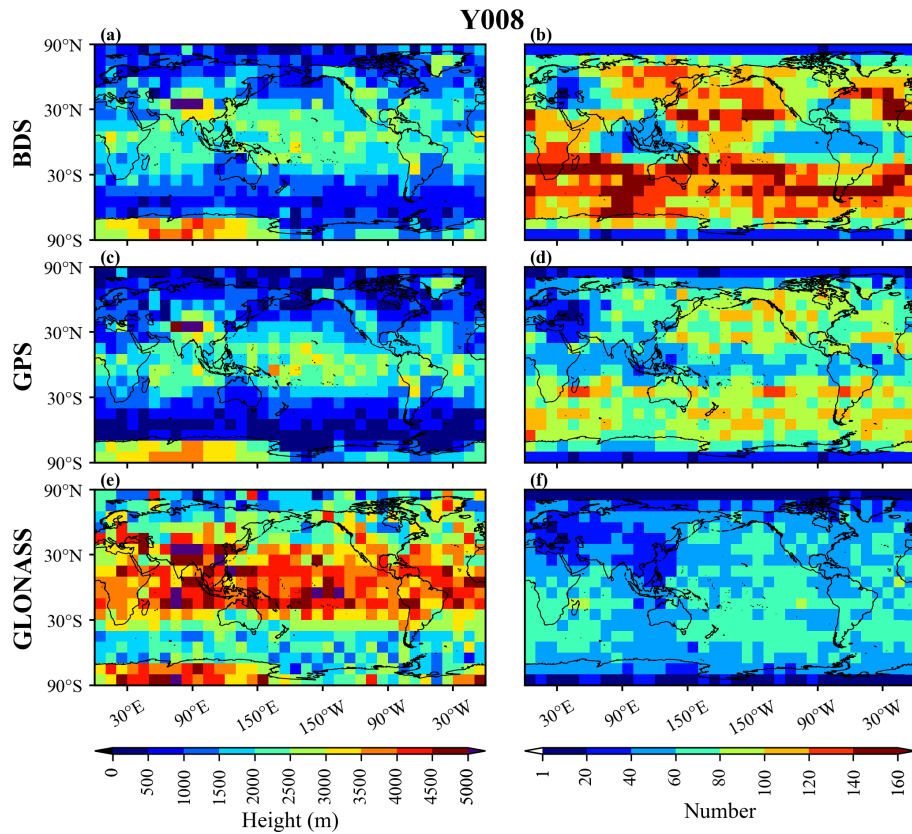 Y008
(a)
(b)
90°N
30°N
30°S
90°S
BDS
(c)
(d)
90°N
30°N
30°S
90°S
GPS
(e)
(f)
90°N
30°N
30°S
90°S
GLONASS
30°E 90°E 150°E 150°W 90°W 30°W
30°E 90°E 150°E 150°W 90°W 30°W
0 500 1000 1500 2000 2500 3000 3500 4000 4500 5000
Height (m)
1 20 40 60 80 100 120 140 160
Number